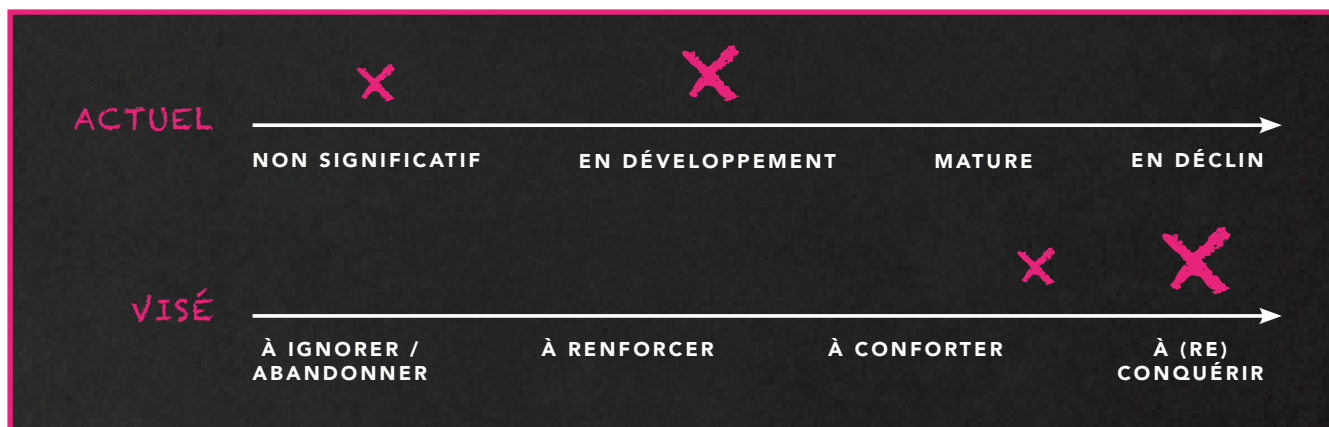 ACTUEL
NON SIGNIFICATIF
EN DÉVELOPPEMENT
MATURE
EN DÉCLIN
VISÉ
À IGNORER /
ABANDONNER
À RENFORCER
À CONFORTER
À (RE)
CONQUÉRIR